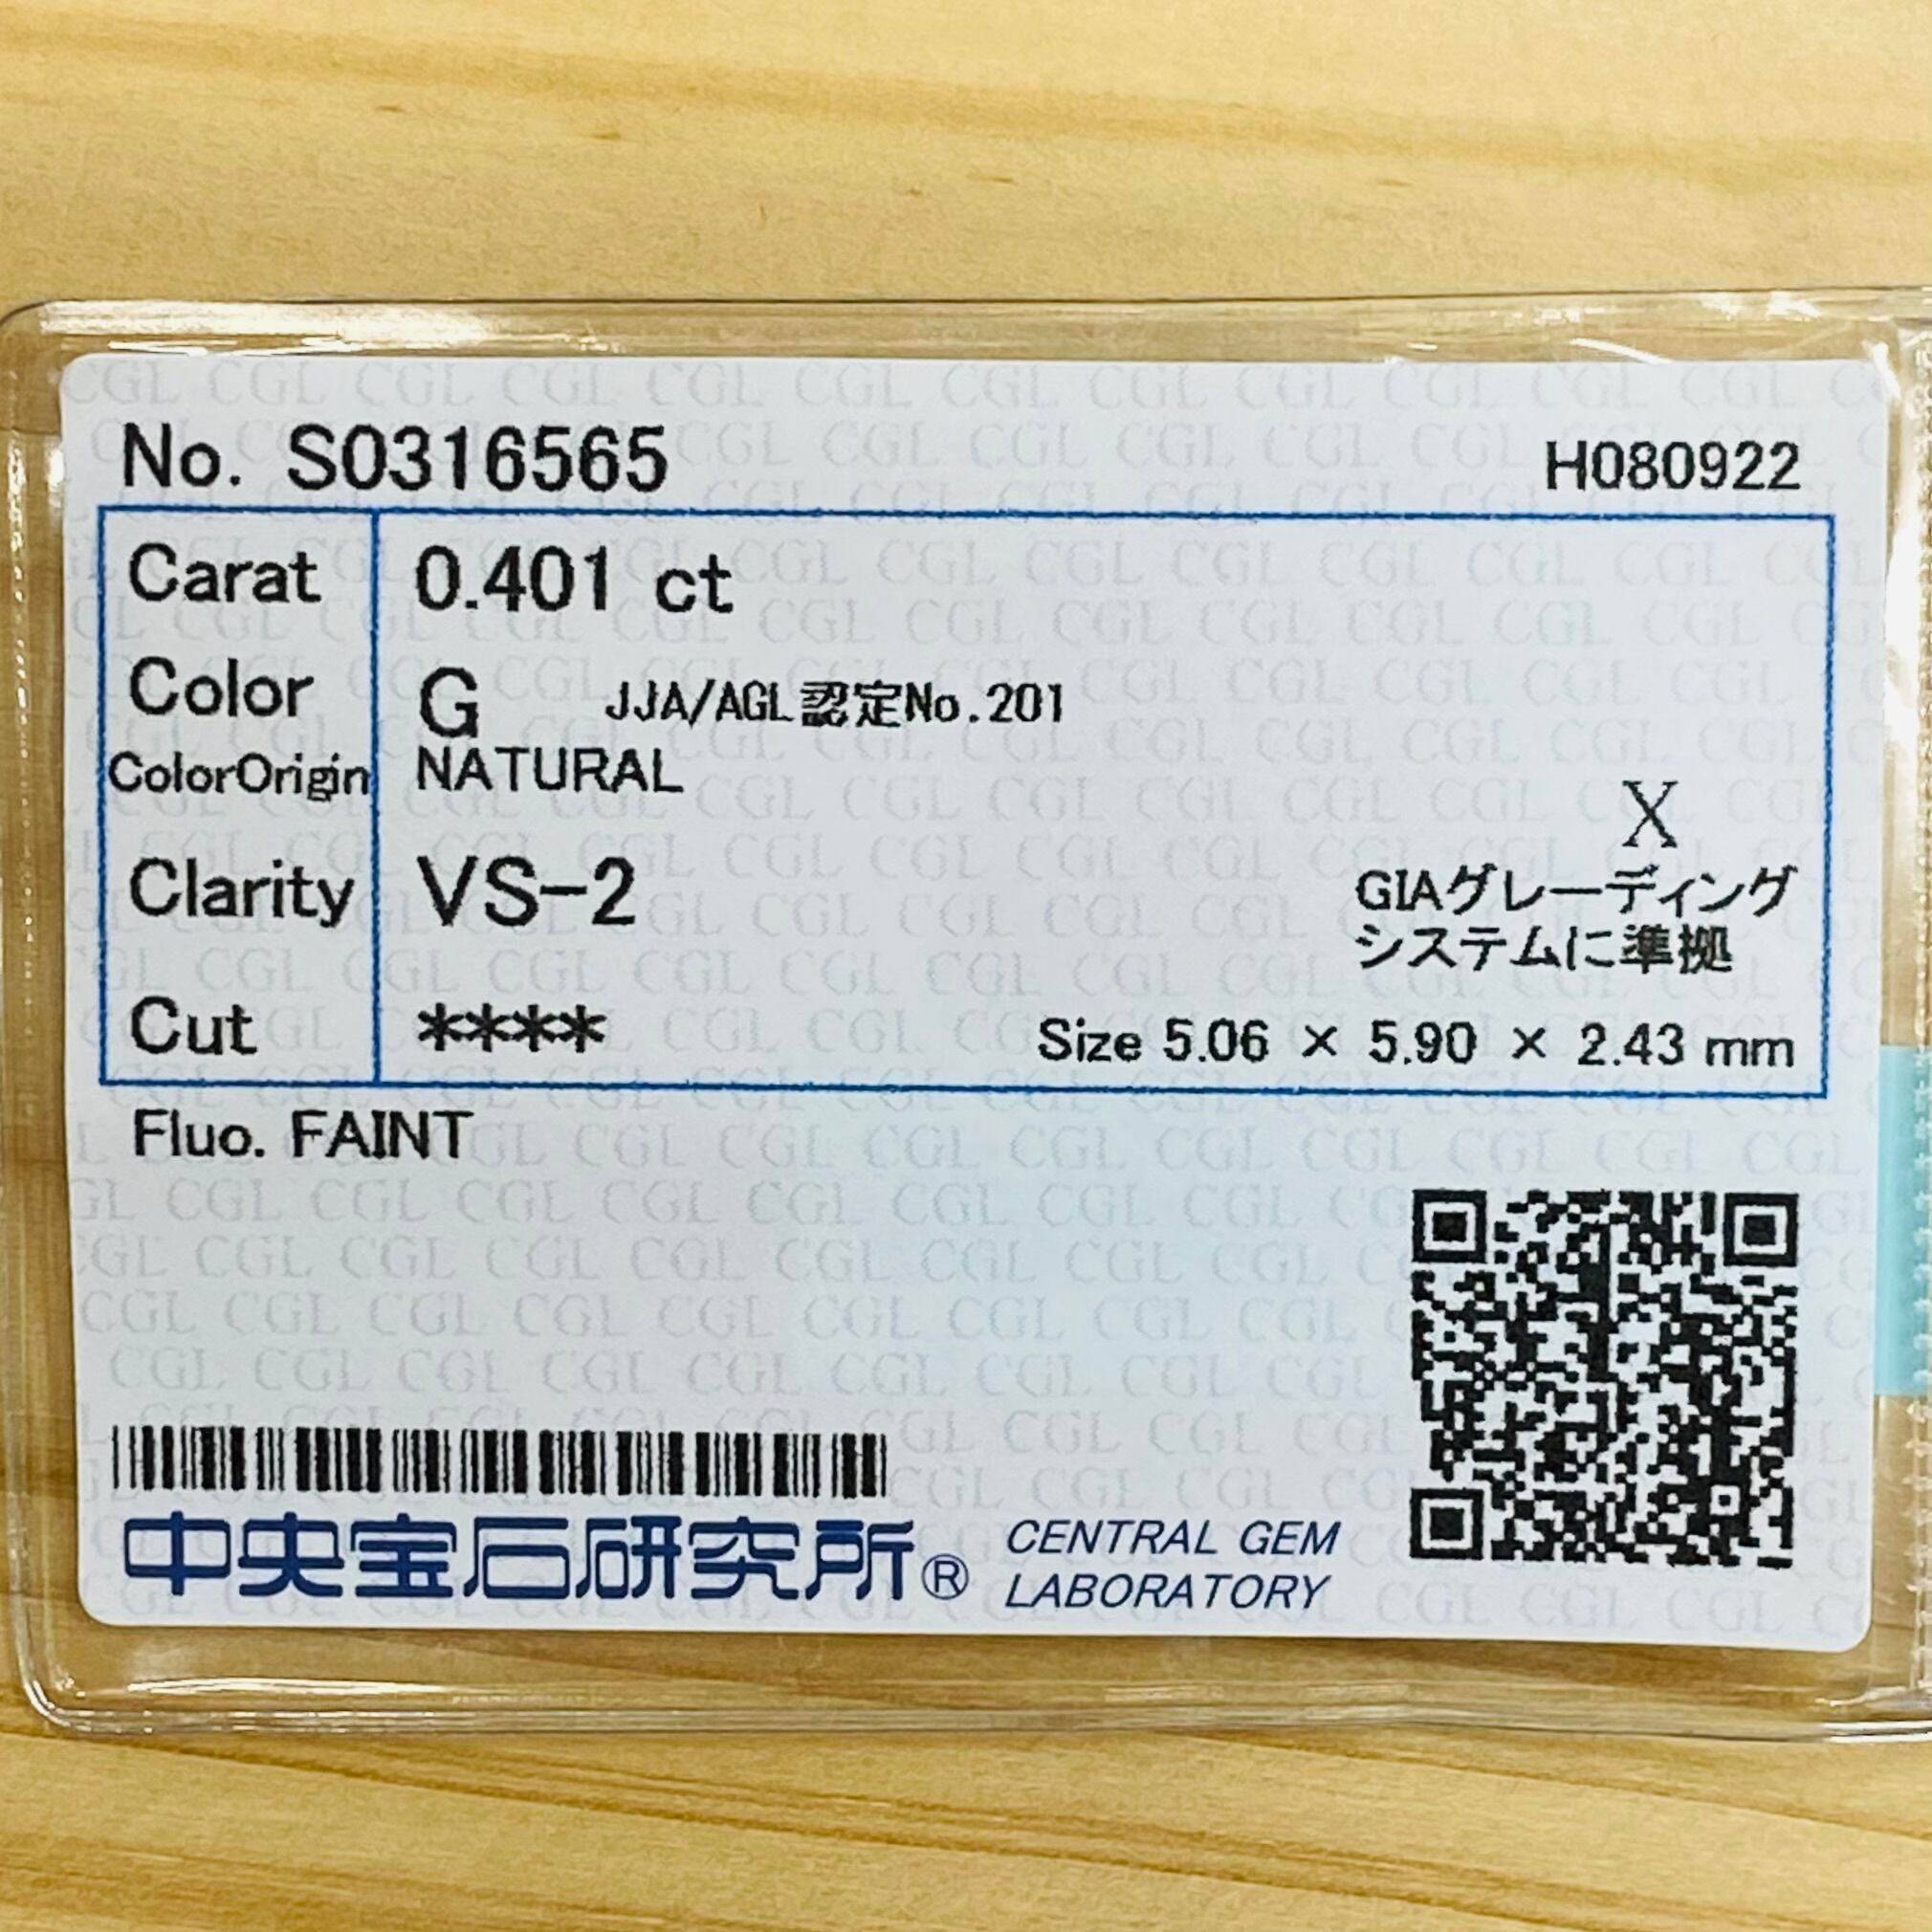 No. S0316565 H080922
Carat 0.401 ct
Color G JJA/AGL認定No.201
ColorOrigin NATURAL
X
Clarity VS-2 GIAグレーディング
システムに準拠
Cut **** Size 5.06 × 5.90 × 2.43 mm
Fluo. FAINT
中央宝石研究所® CENTRAL GEM
LABORATORY